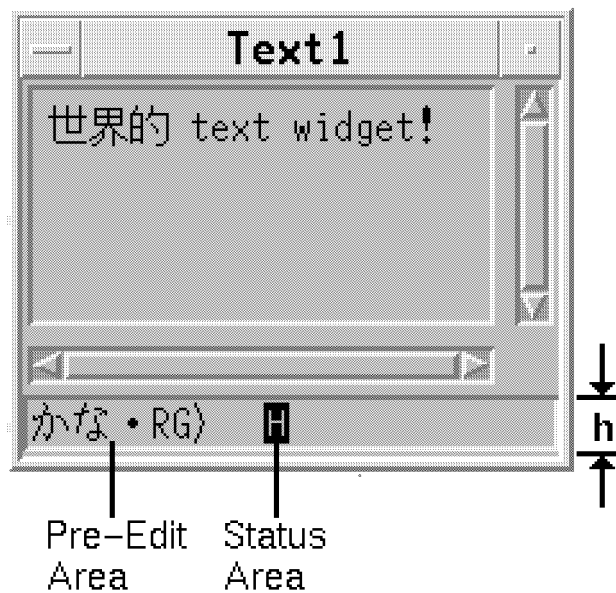 Text1
世界的 text widget!
かな・RG) H
h
Pre-Edit Status
Area Area